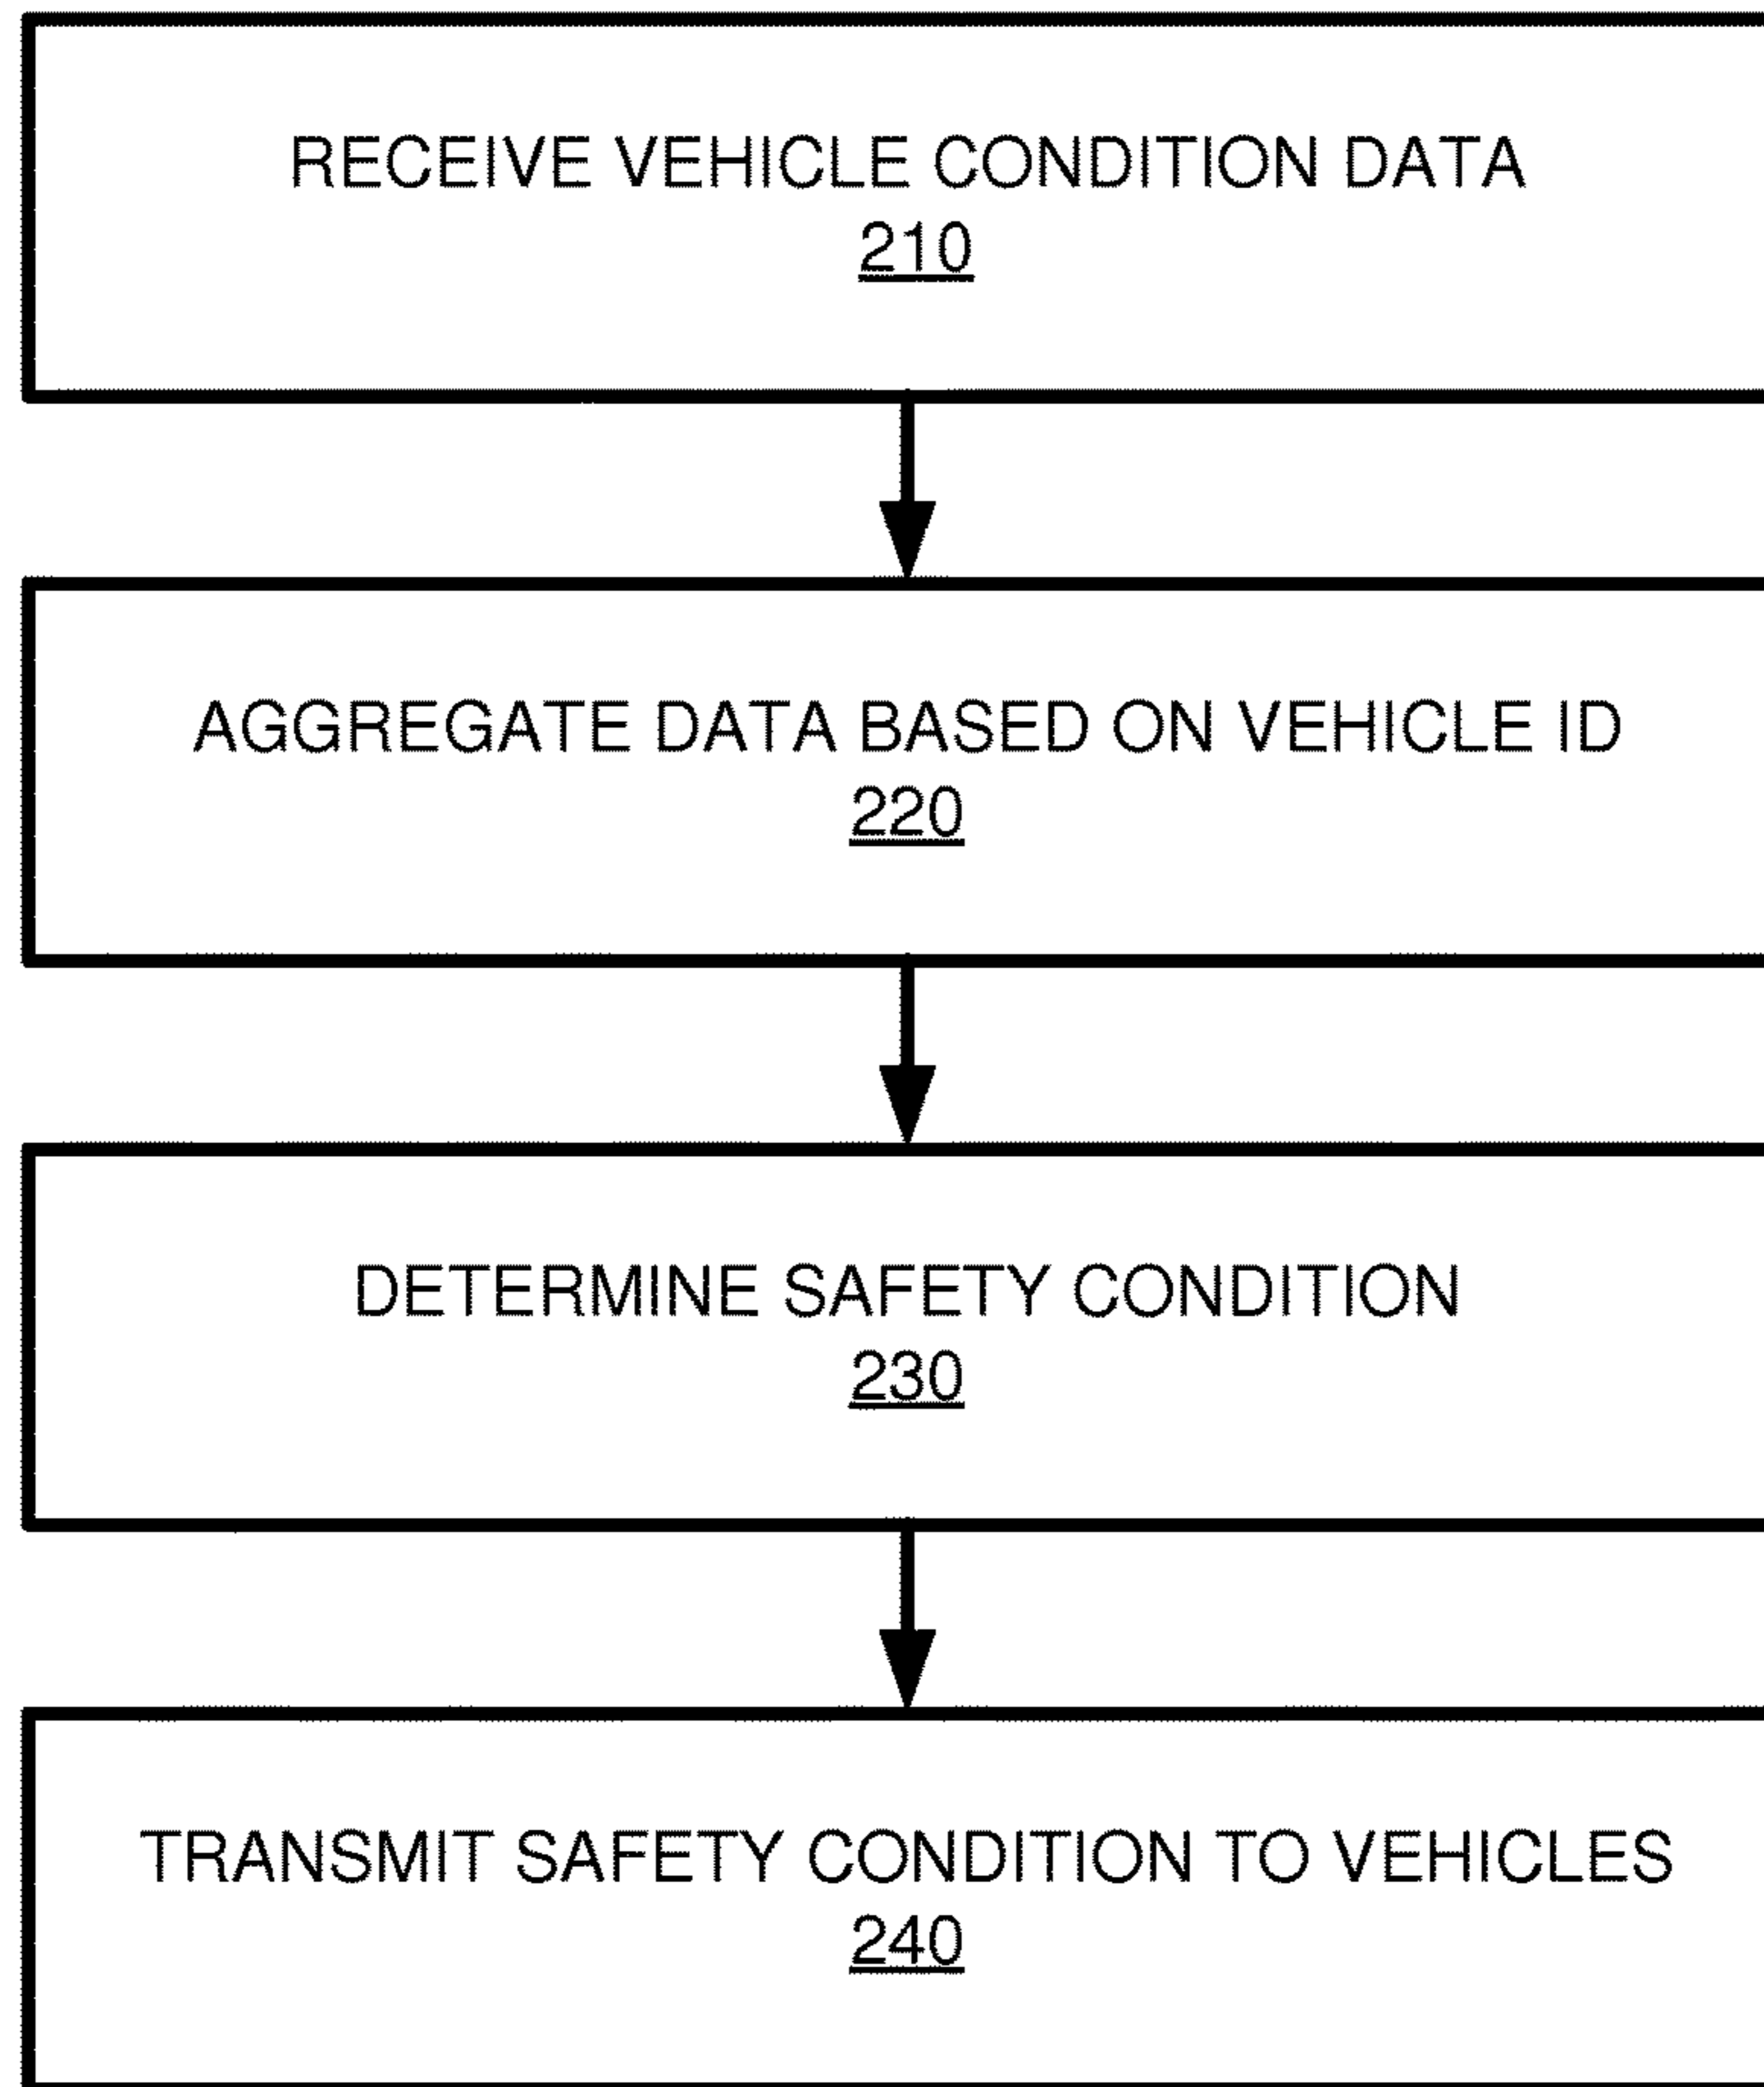 RECEIVE VEHICLE CONDITION DATA
210
AGGREGATE DATA BASED ON VEHICLE ID
220
DETERMINE SAFETY CONDITION
230
TRANSMIT SAFETY CONDITION TO VEHICLES
240